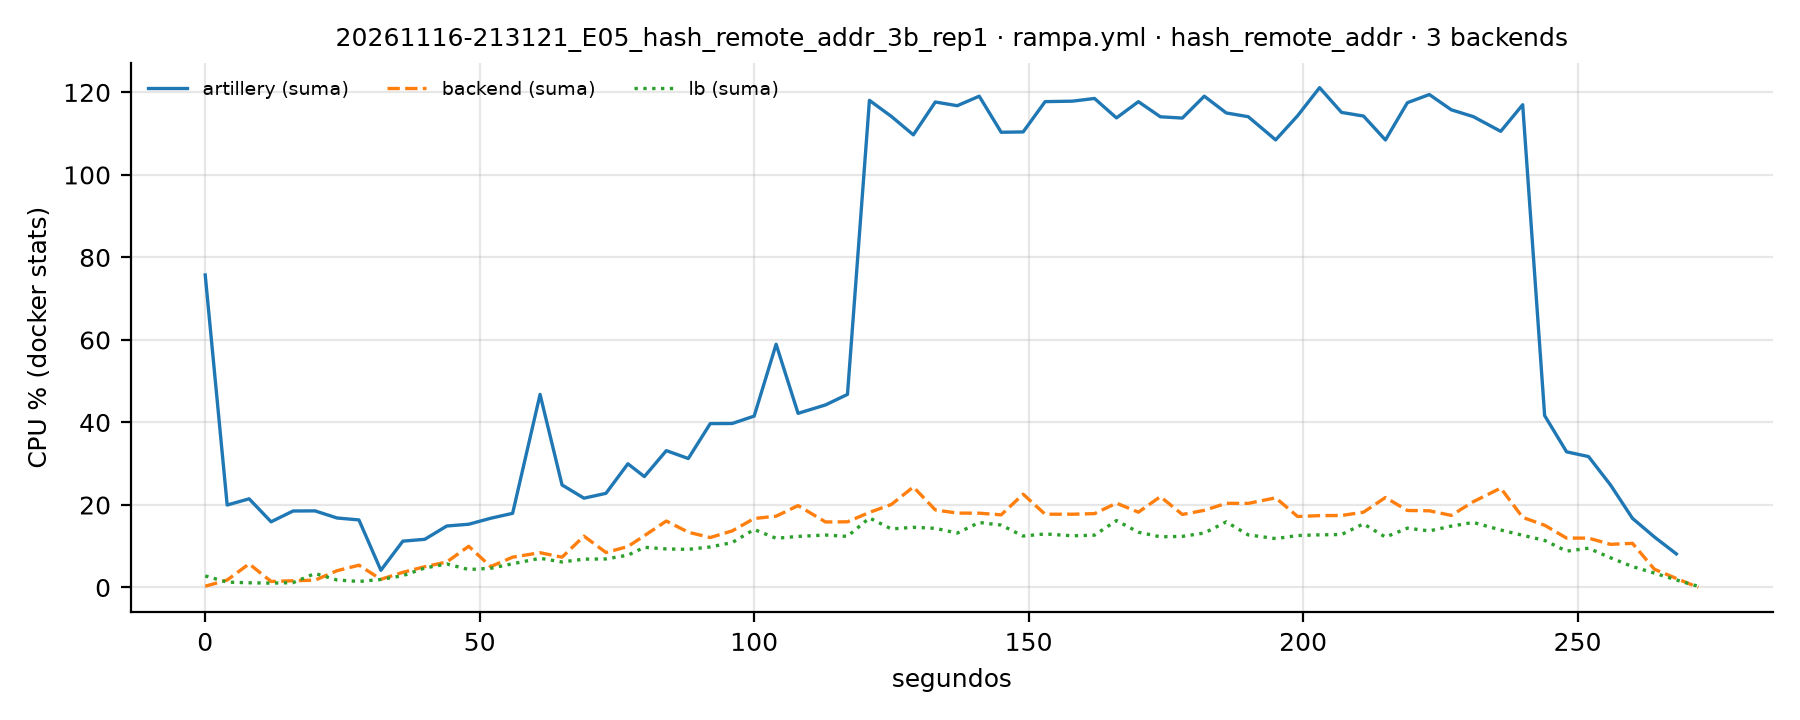 20261116-213121_E05_hash_remote_addr_3b_rep1 · rampa.yml · hash_remote_addr · 3 backends
artillery (suma) backend (suma) lb (suma)
CPU % (docker stats)
120
100
80
60
40
20
0
0 50 100 150 200 250
segundos